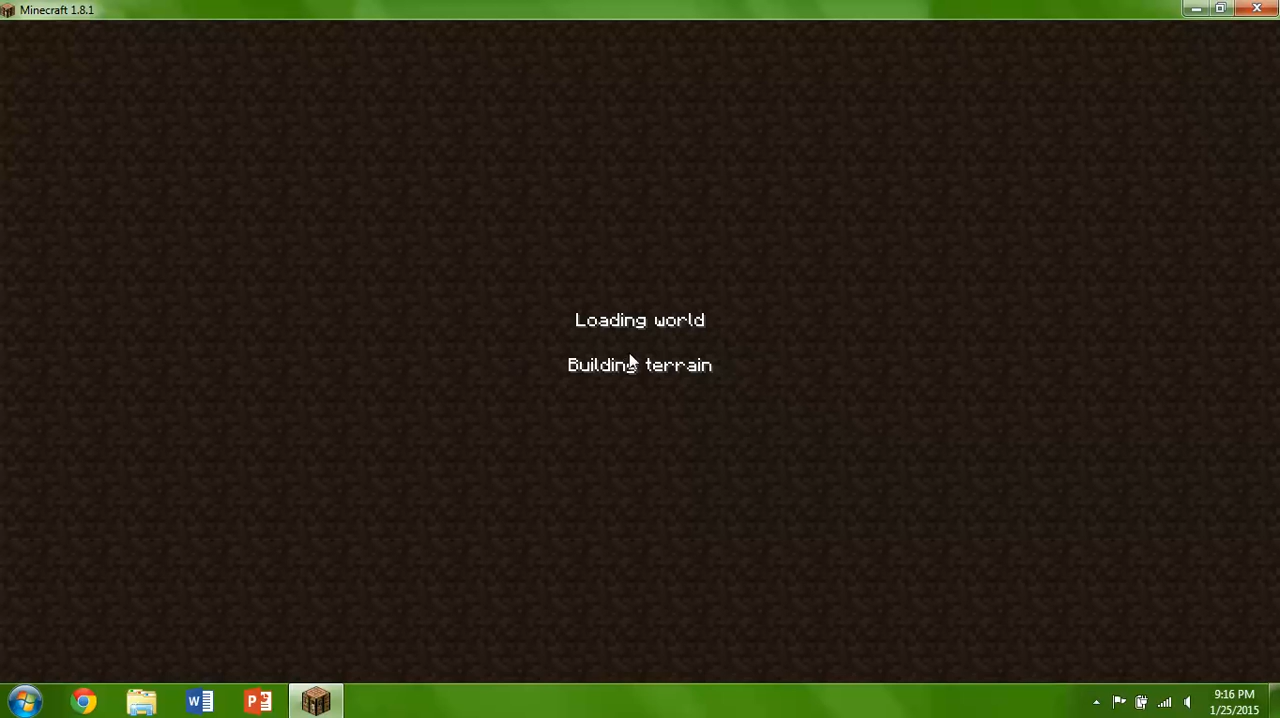 Minecraft 1.8.1
Loading world
Building terrain
9:16 PM
1/25/2015